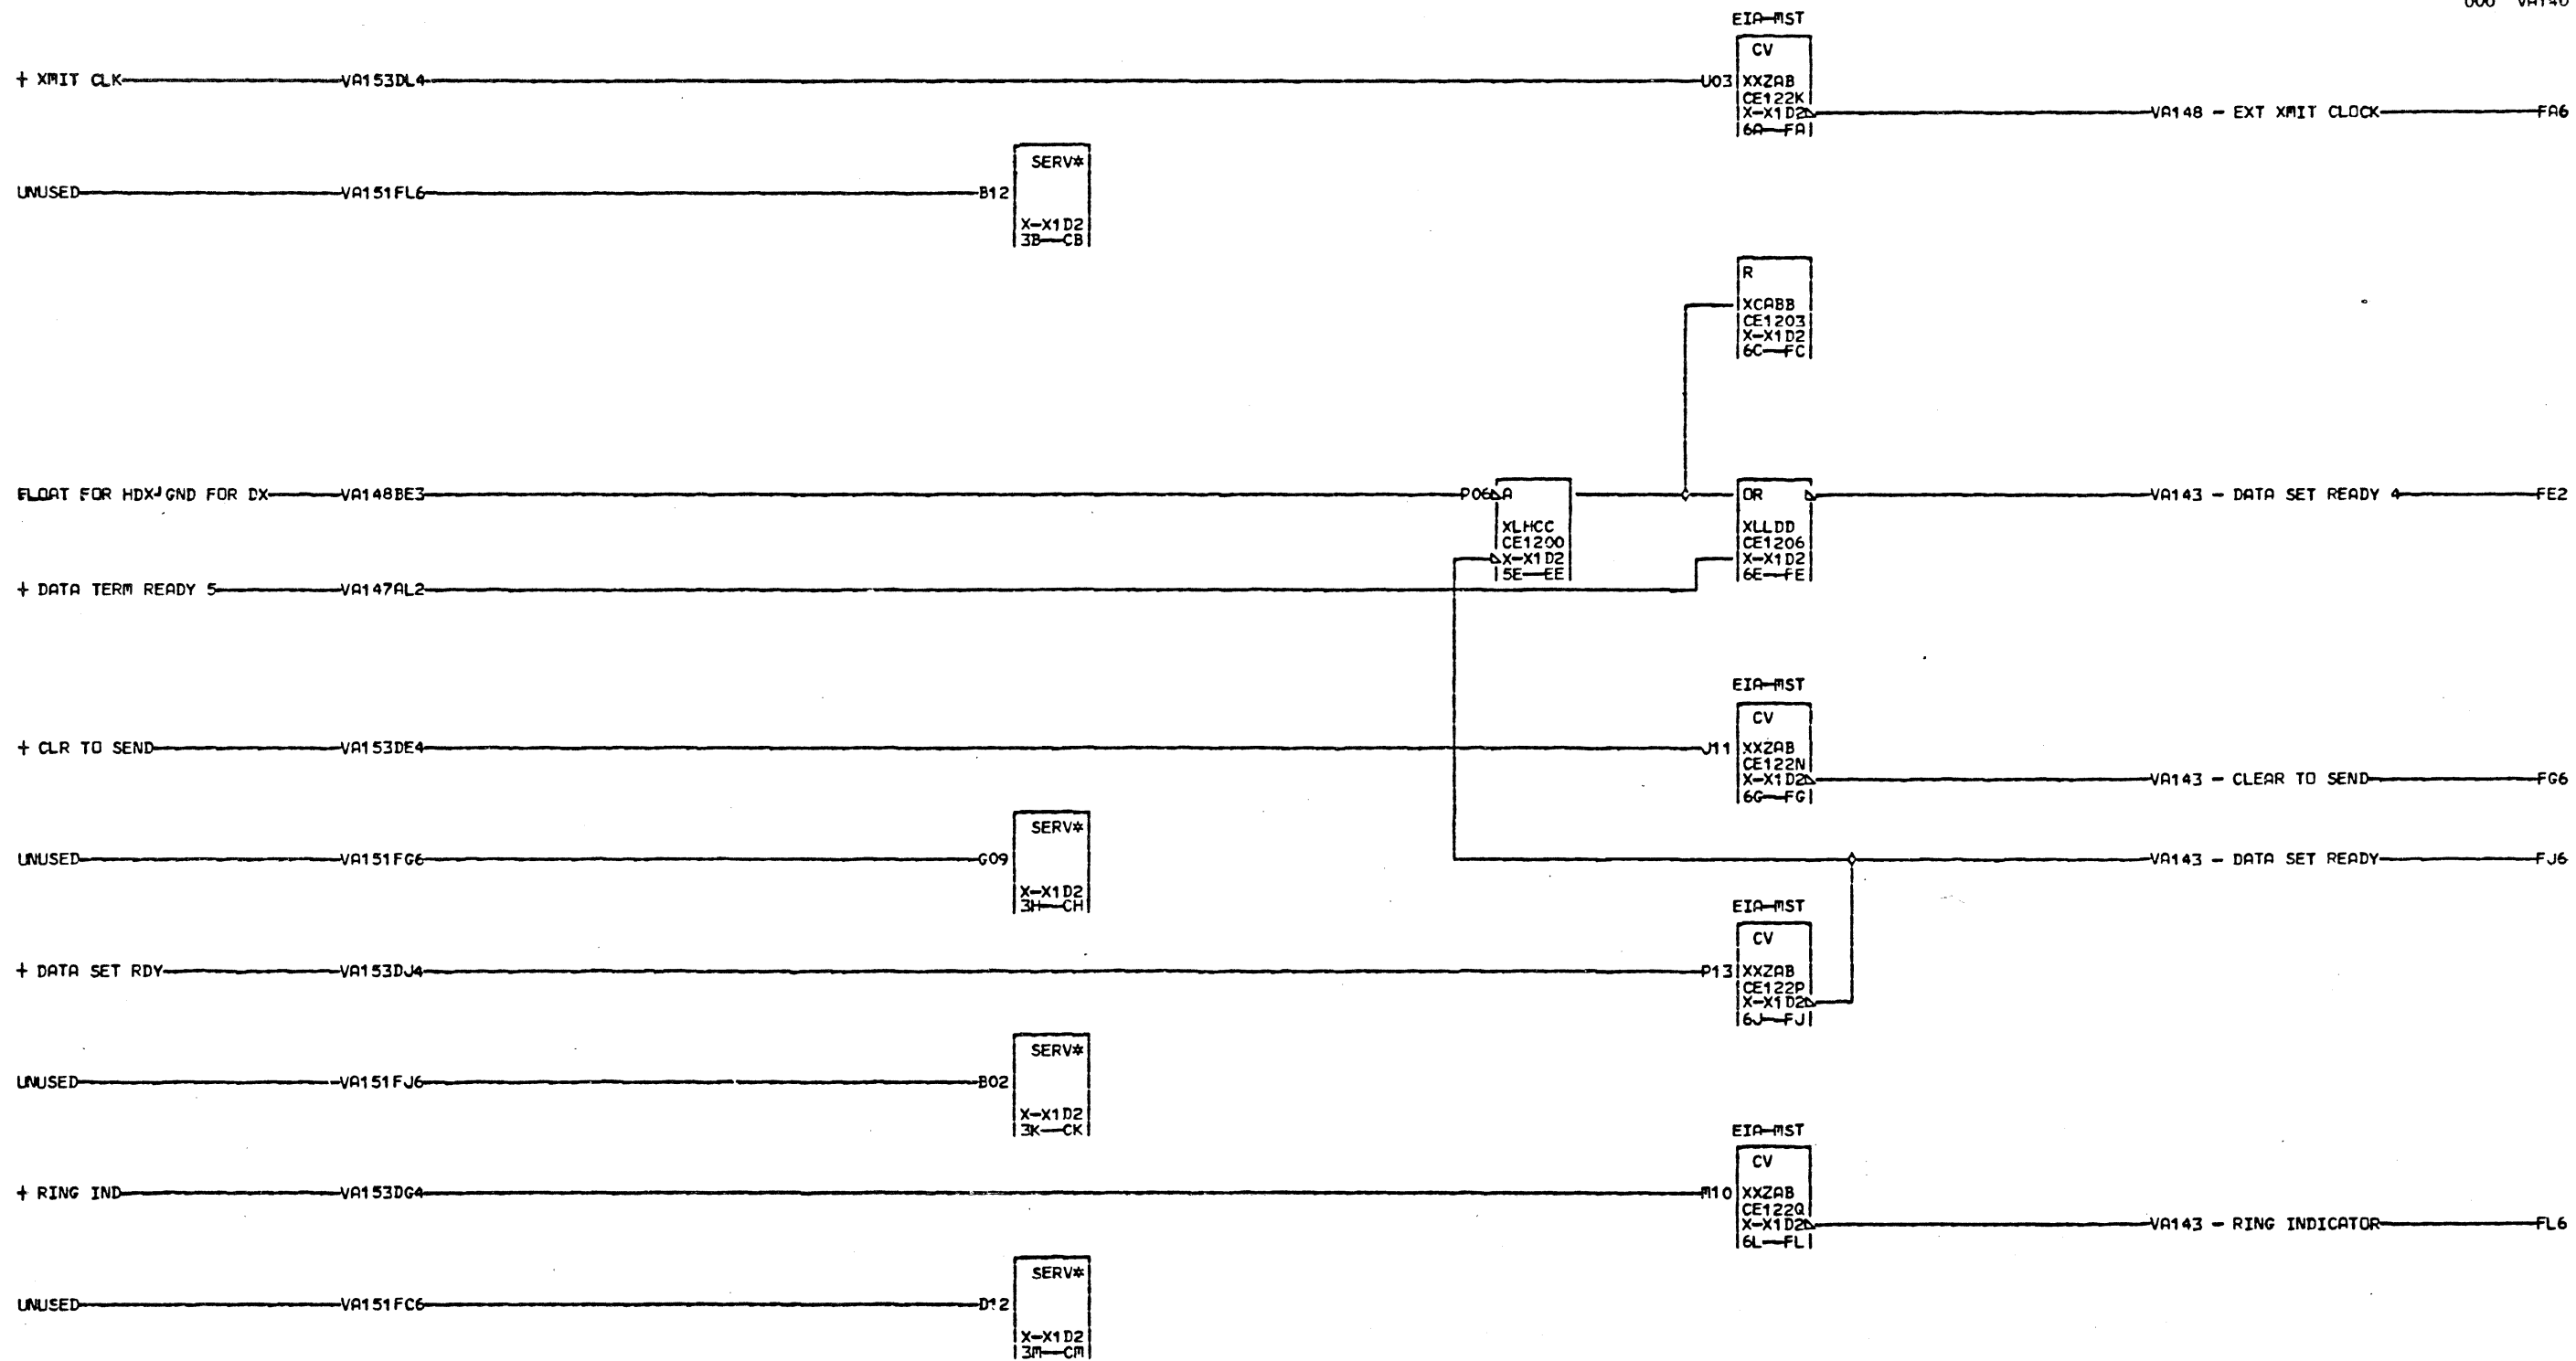 EIA-MST
CV
+ XMIT CLK VA153DL4 U03 XXZAB
CE122K
X-X1D2 VA148 - EXT XMIT CLOCK FA6
6A FA
SERV*
UNUSED VA151FL6 B12
X-X1D2
3B CB
R
XCABB
CE1203
X-X1D2
6C FC
FLOAT FOR HDX GND FOR DX VA148BE3 P06 A OR VA143 - DATA SET READY 4 FE2
XLHCC XLLDD
CE1200 CE1206
X-X1D2 X-X1D2
5E EE 6E FE
+ DATA TERM READY 5 VA147AL2
EIA-MST
CV
+ CLR TO SEND VA153DE4 J11 XXZAB
CE122N
X-X1D2 VA143 - CLEAR TO SEND FG6
6G FG
SERV*
UNUSED VA151FG6 G09 VA143 - DATA SET READY FJ6
X-X1D2
3H CH
EIA-MST
CV
+ DATA SET RDY VA153DJ4 P13 XXZAB
CE122P
X-X1D2
6J FJ
SERV*
UNUSED VA151FJ6 B02
X-X1D2
3K CK
EIA-MST
CV
+ RING IND VA153DG4 M10 XXZAB
CE122Q
X-X1D2 VA143 - RING INDICATOR FL6
6L FL
SERV*
UNUSED VA151FC6 D12
X-X1D2
3M CM